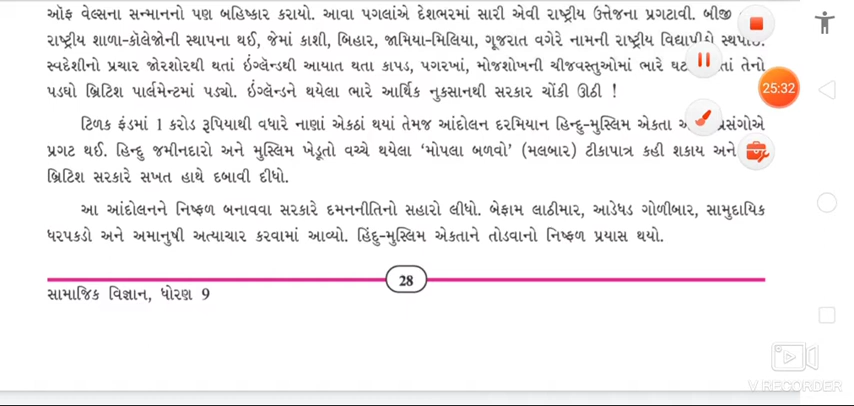 ઑફ વેલ્સના સન્માનનો પણ બહિષ્કાર કરાયો. આવા પગલાંએ દેશભરમાં સારી એવી રાષ્ટ્રીય ઉત્તેજના પ્રગટાવી. બીજી
રાષ્ટ્રીય શાળા-કૉલેજોની સ્થાપના થઈ, જેમાં કાશી, બિહાર, જામિયા-મિલિયા, ગૂજરાત વગેરે નામની રાષ્ટ્રીય
સ્વદેશીનો પ્રચાર જોરશોરથી થતાં ઇંગ્લૅન્ડથી આયાત થતા કાપડ, પગરખાં, મોજશોખની ચીજવસ્તુઓમાં ભારે તેનો
પડઘો બ્રિટિશ પાર્લમેન્ટમાં પડ્યો. ઇંગ્લૅન્ડને થયેલા ભારે આર્થિક નુકસાનથી સરકાર ચોંકી ઊઠી !
ટિળક ફંડમાં 1 કરોડ રૂપિયાથી વધારે નાણાં એકઠાં થયાં તેમજ આંદોલન દરમિયાન હિન્દુ-મુસ્લિમ એકતા
પ્રગટ થઈ. હિન્દુ જમીનદારો અને મુસ્લિમ ખેડૂતો વચ્ચે થયેલા 'મોપલા બળવો' (મલબાર) ટીકાપાત્ર કહી શકાય અને
બ્રિટિશ સરકારે સખત હાથે દબાવી દીધો.
આ આંદોલનને નિષ્ફળ બનાવવા સરકારે દમનનીતિનો સહારો લીધો. બેફામ લાઠીમાર, આડેધડ ગોળીબાર, સામુદાયિક
ધરપકડો અને અમાનુષી અત્યાચાર કરવામાં આવ્યો. હિંદુ-મુસ્લિમ એકતાને તોડવાનો નિષ્ફળ પ્રયાસ થયો.
28
સામાજિક વિજ્ઞાન, ધોરણ 9
25:32
V RECORDER